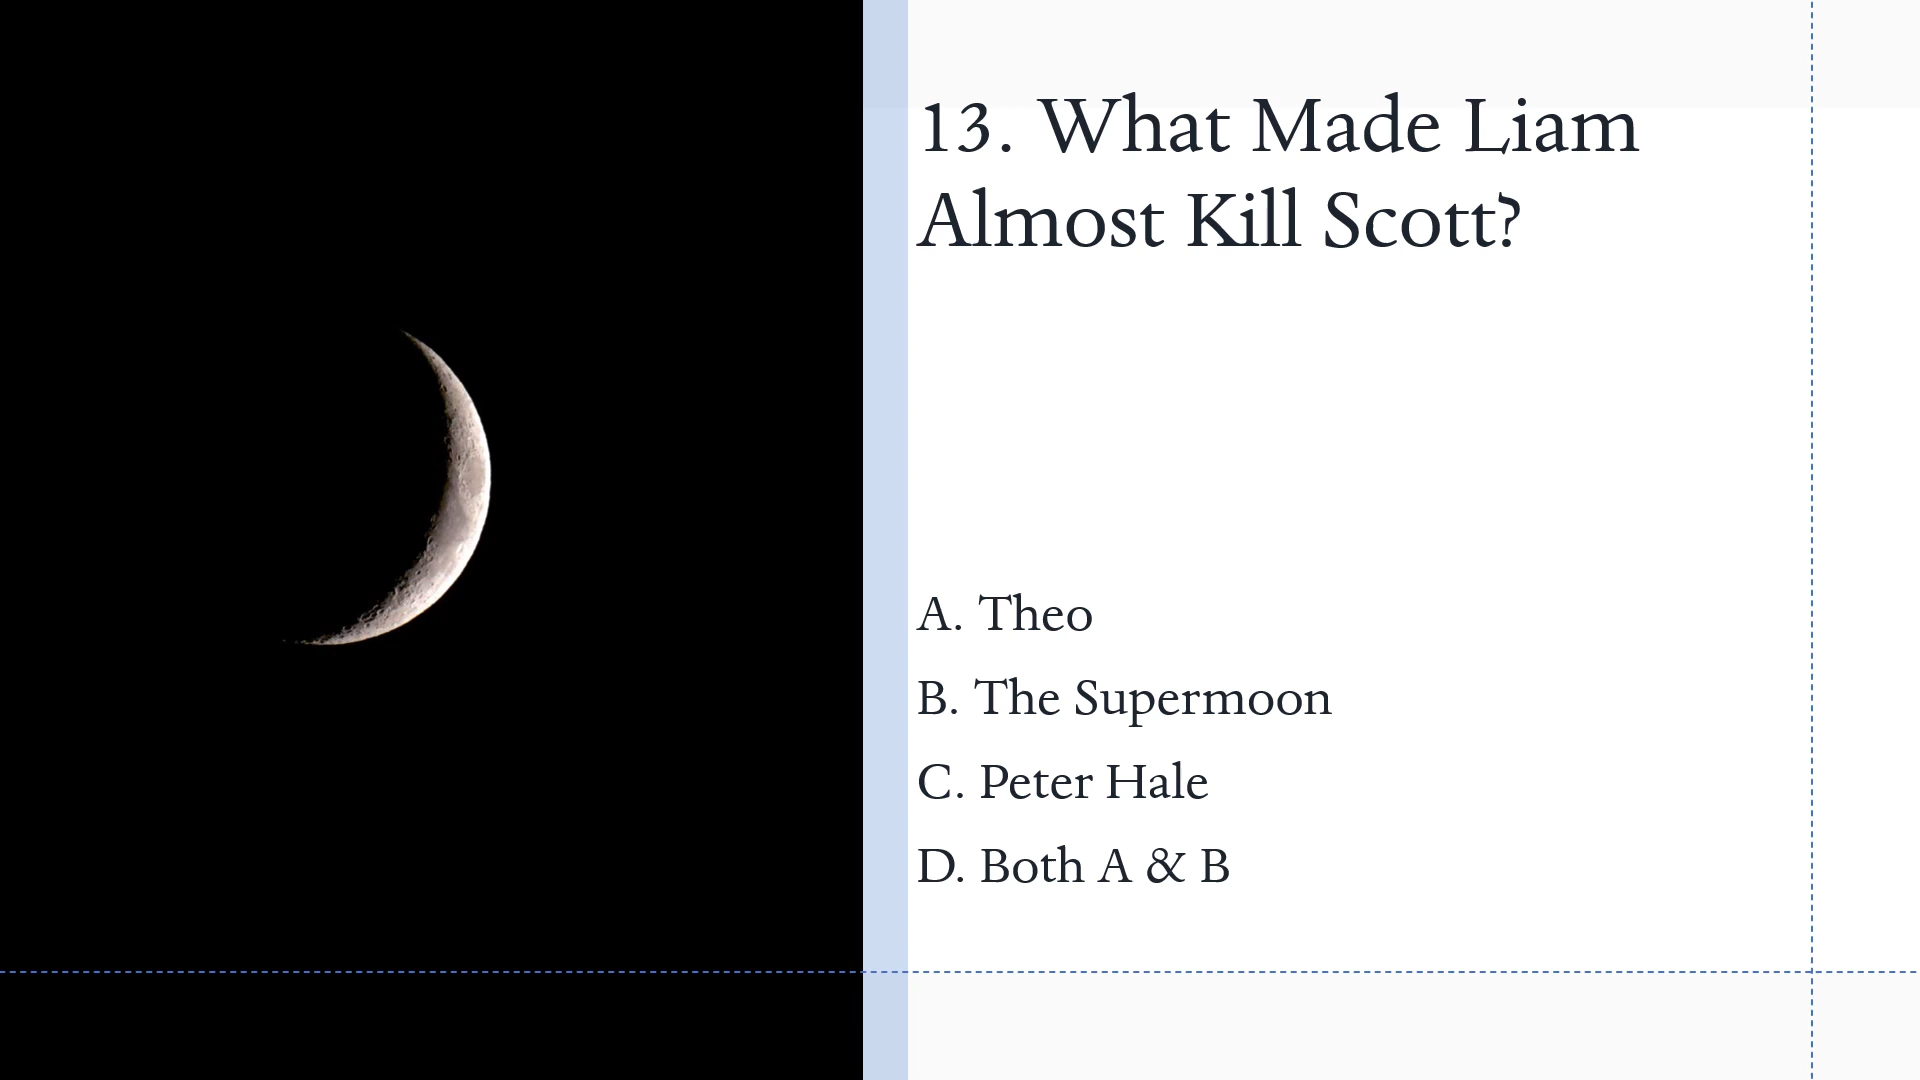 13. What Made Liam
Almost Kill Scott?
A. Theo
B. The Supermoon
C. Peter Hale
D. Both A & B